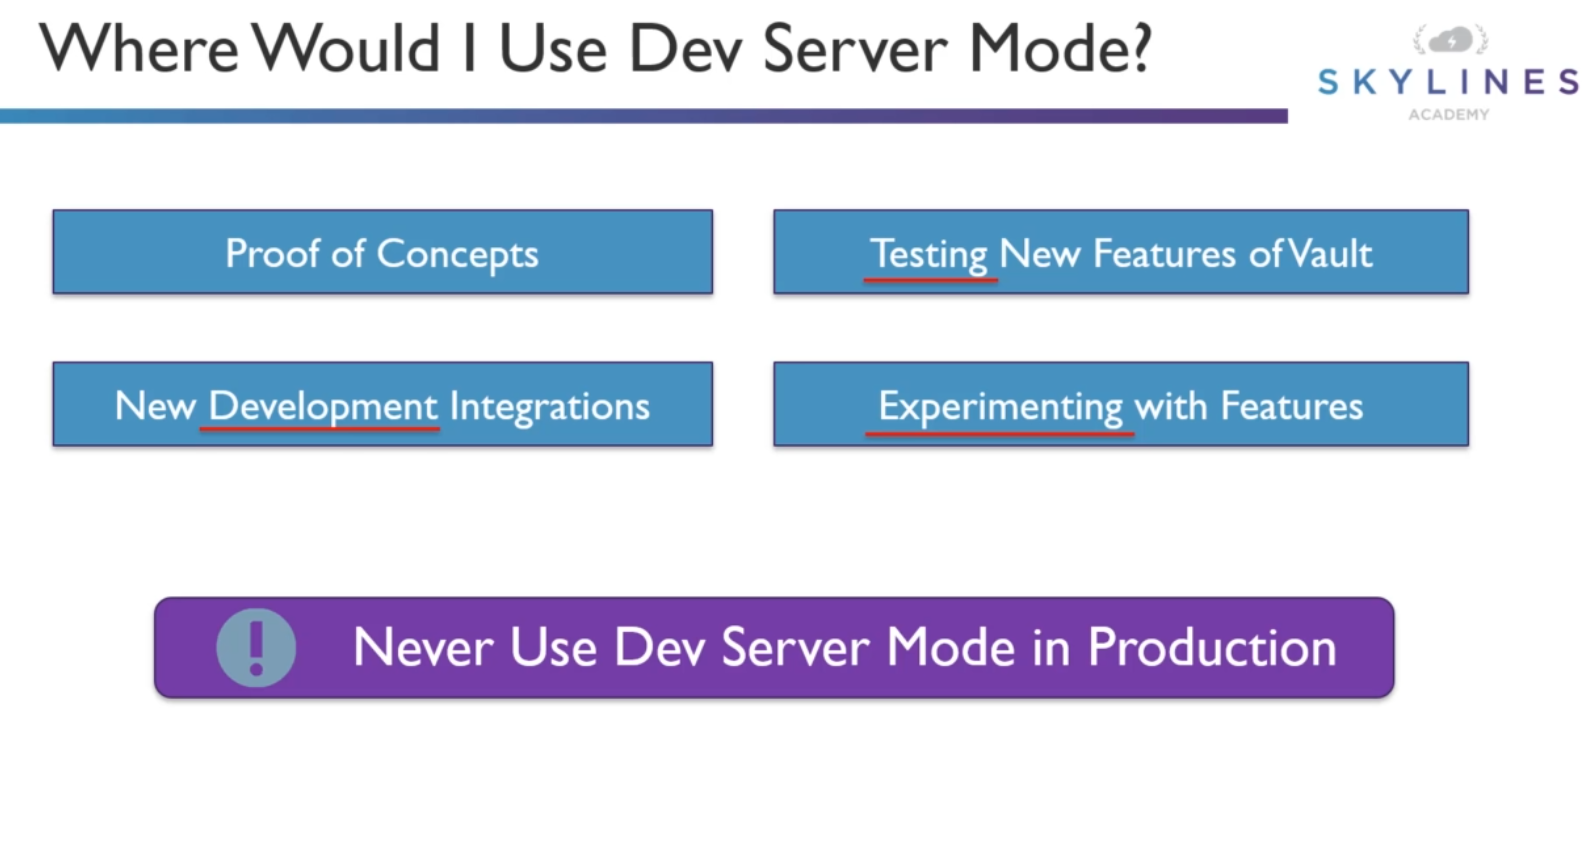 Where Would I Use Dev Server Mode?
SKYLINES
ACADEMY
Proof of Concepts
Testing New Features of Vault
New Development Integrations
Experimenting with Features
! Never Use Dev Server Mode in Production